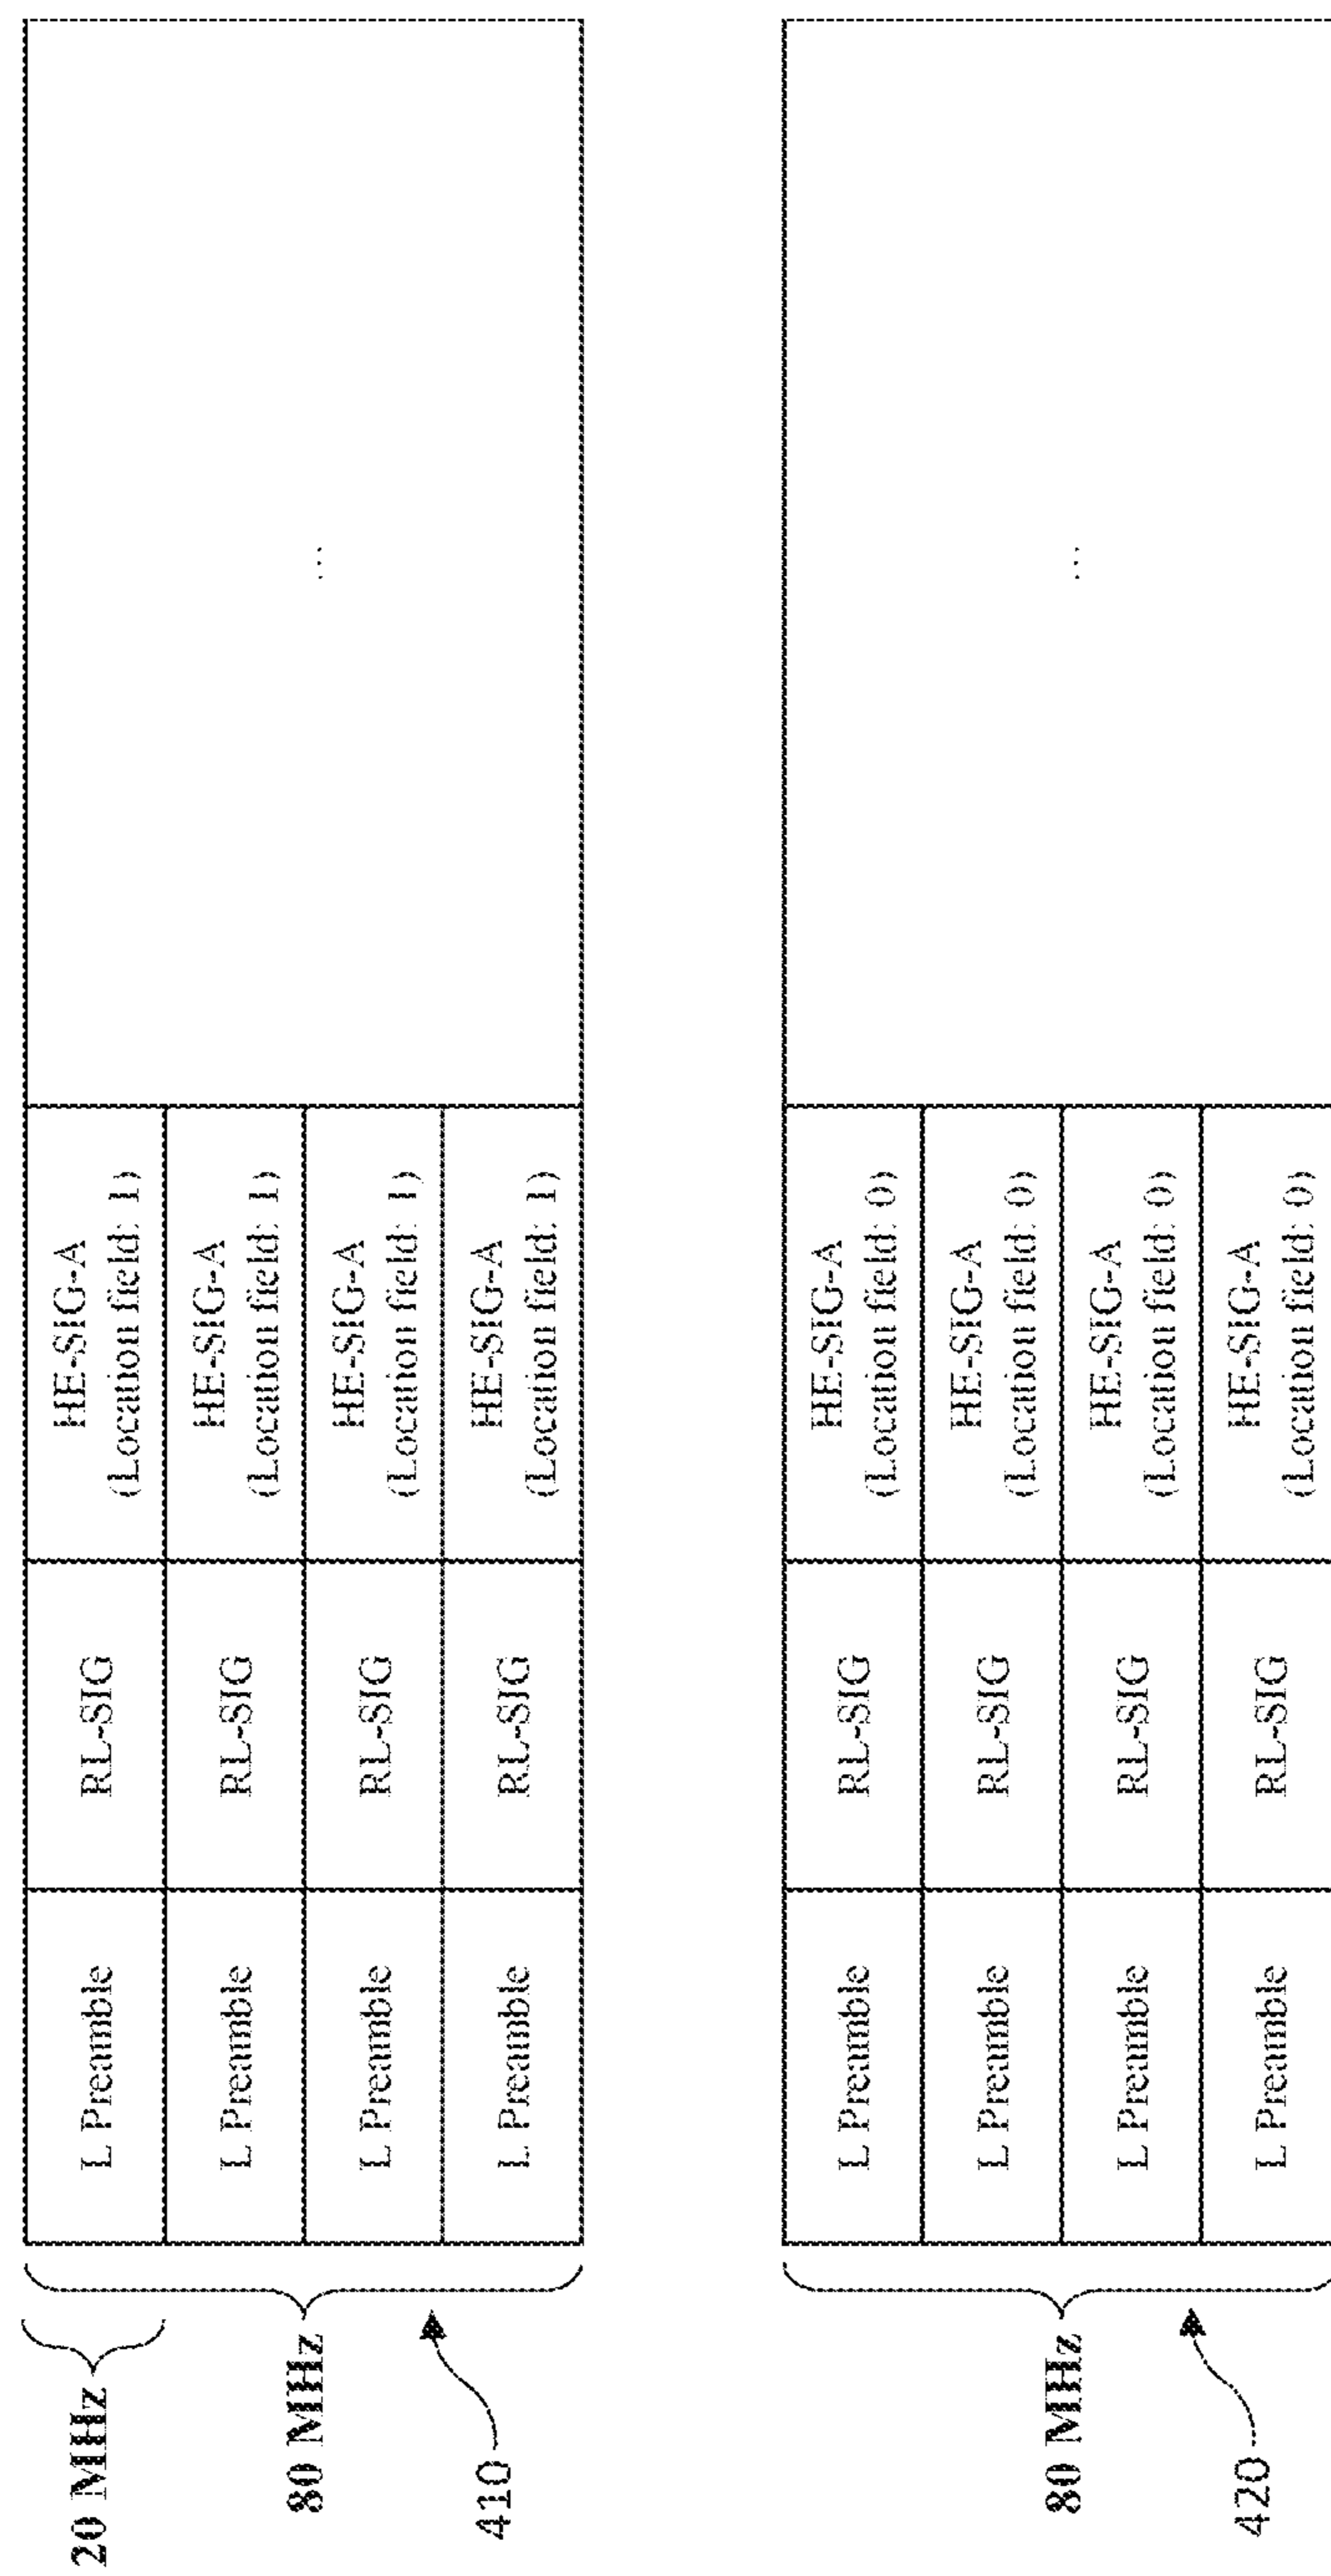 20 MHz
80 MHz
410
L Preamble
RL-SIG
HE-SIG-A
(Location field: 1)
L Preamble
RL-SIG
HE-SIG-A
(Location field: 1)
L Preamble
RL-SIG
HE-SIG-A
(Location field: 1)
L Preamble
RL-SIG
HE-SIG-A
(Location field: 1)
...
80 MHz
420
L Preamble
RL-SIG
HE-SIG-A
(Location field: 0)
L Preamble
RL-SIG
HE-SIG-A
(Location field: 0)
L Preamble
RL-SIG
HE-SIG-A
(Location field: 0)
L Preamble
RL-SIG
HE-SIG-A
(Location field: 0)
...